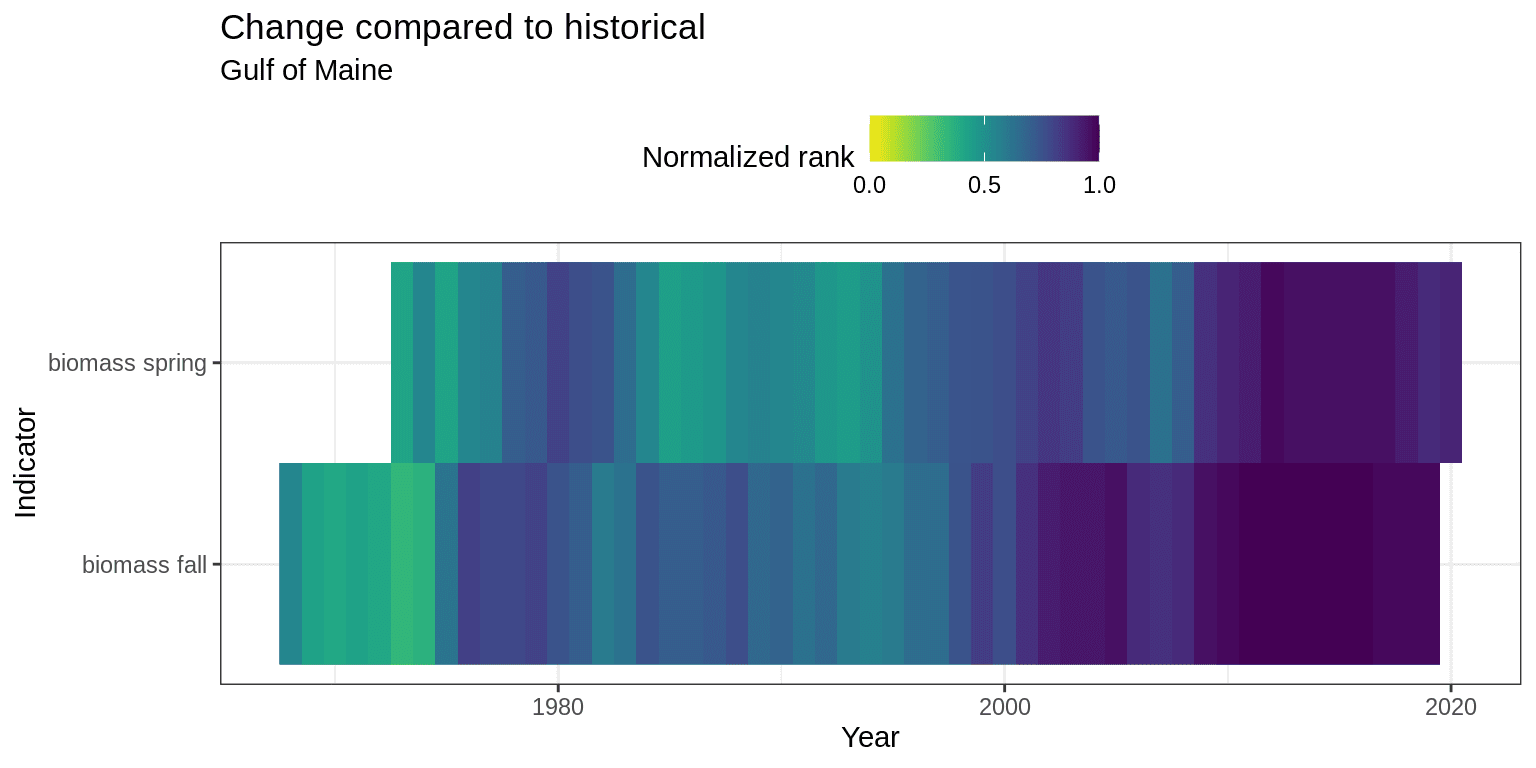 Change compared to historical
Gulf of Maine
Normalized rank
0.0 0.5 1.0
Indicator
biomass spring
biomass fall
1980 2000 2020
Year